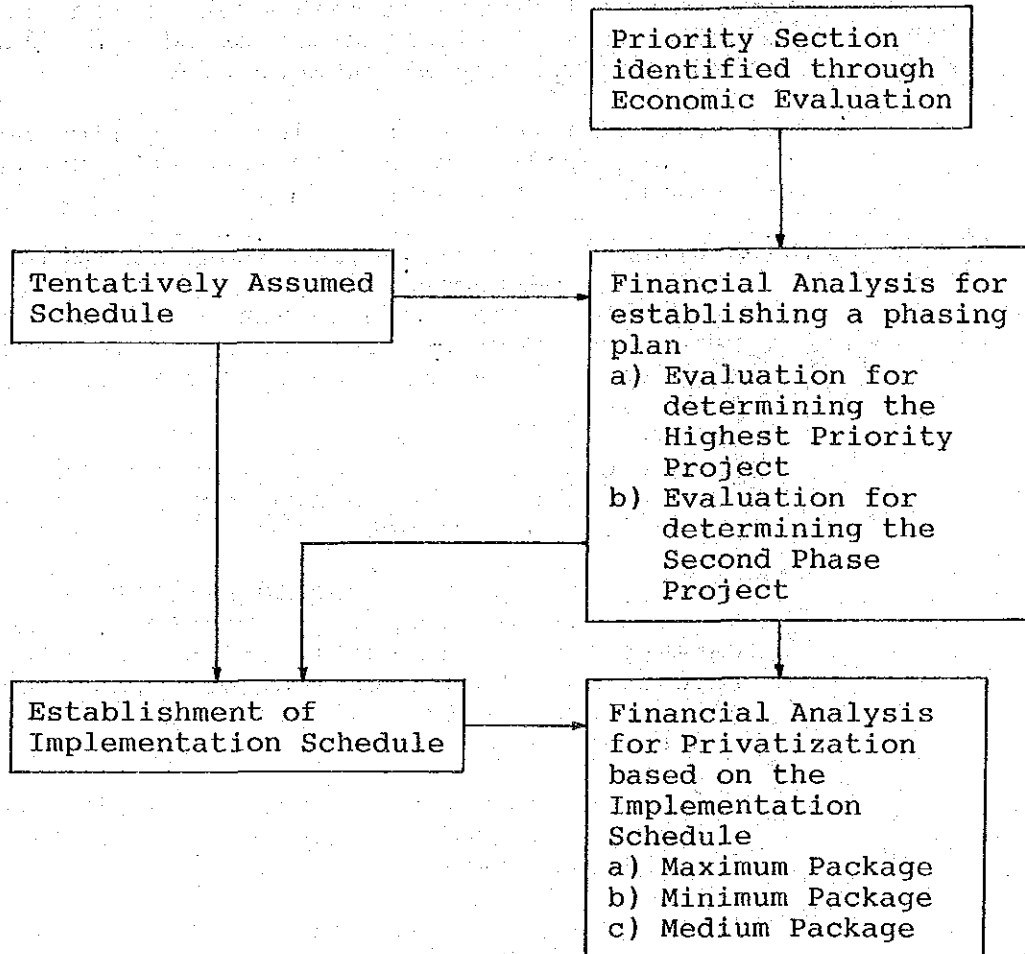 Priority Section
identified through
Economic Evaluation
Tentatively Assumed
Schedule
Financial Analysis for
establishing a phasing
plan
a) Evaluation for
determining the
Highest Priority
Project
b) Evaluation for
determining the
Second Phase
Project
Establishment of
Implementation Schedule
Financial Analysis
for Privatization
based on the
Implementation
Schedule
a) Maximum Package
b) Minimum Package
c) Medium Package